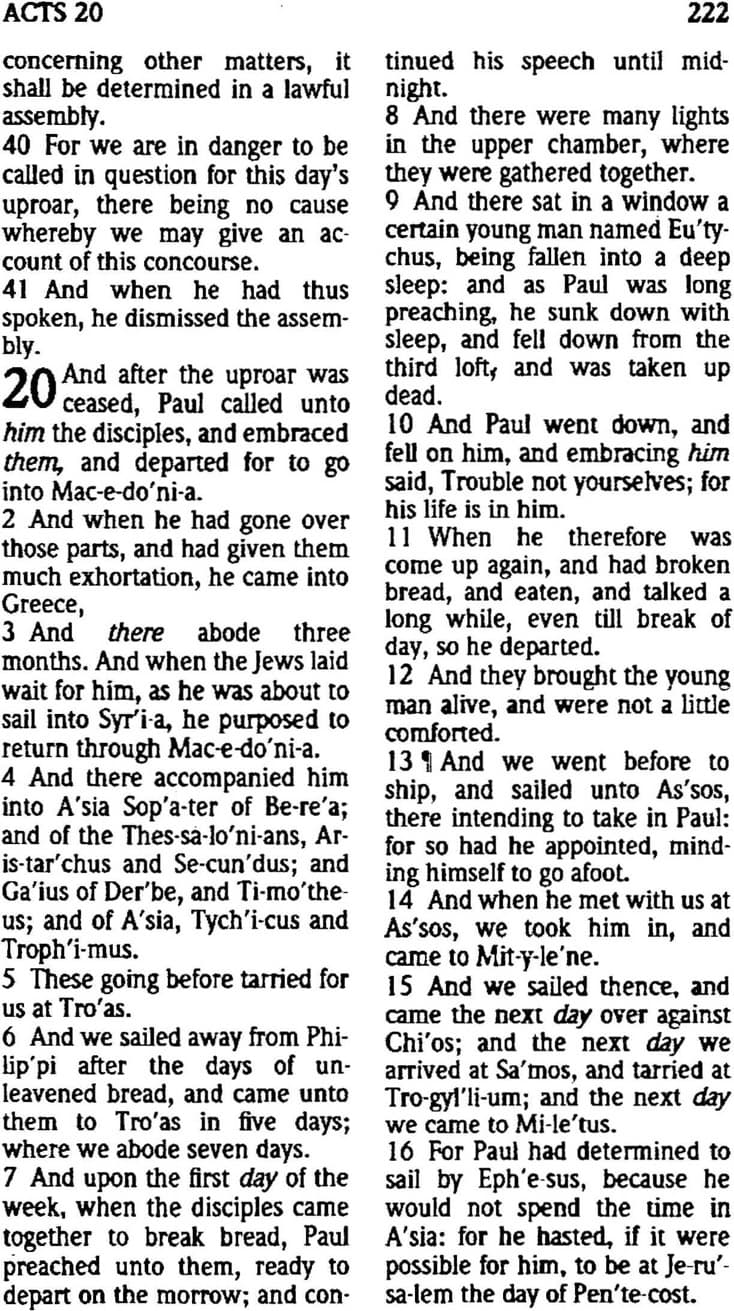 ACTS 20
222
concerning other matters, it
shall be determined in a lawful
assembly.
40 For we are in danger to be
called in question for this day's
uproar, there being no cause
whereby we may give an ac-
count of this concourse.
41 And when he had thus
spoken, he dismissed the assem-
bly.
20 And after the uproar was
ceased, Paul called unto
him the disciples, and embraced
them, and departed for to go
into Mac-e-do'ni-a.
2 And when he had gone over
those parts, and had given them
much exhortation, he came into
Greece,
3 And there abode three
months. And when the Jews laid
wait for him, as he was about to
sail into Syr'i-a, he purposed to
return through Mac-e-do'ni-a.
4 And there accompanied him
into A'sia Sop'a-ter of Be-re'a;
and of the Thes-sa-lo'ni-ans, Ar-
is-tar'chus and Se-cun'dus; and
Ga'ius of Der'be, and Ti-mo'the-
us; and of A'sia, Tych'i-cus and
Troph'i-mus.
5 These going before tarried for
us at Tro'as.
6 And we sailed away from Phi-
lip'pi after the days of un-
leavened bread, and came unto
them to Tro'as in five days;
where we abode seven days.
7 And upon the first day of the
week, when the disciples came
together to break bread, Paul
preached unto them, ready to
depart on the morrow; and con-
tinued his speech until mid-
night.
8 And there were many lights
in the upper chamber, where
they were gathered together.
9 And there sat in a window a
certain young man named Eu'ty-
chus, being fallen into a deep
sleep: and as Paul was long
preaching, he sunk down with
sleep, and fell down from the
third loft, and was taken up
dead.
10 And Paul went down, and
fell on him, and embracing him
said, Trouble not yourselves; for
his life is in him.
11 When he therefore was
come up again, and had broken
bread, and eaten, and talked a
long while, even till break of
day, so he departed.
12 And they brought the young
man alive, and were not a little
comforted.
13 ¶ And we went before to
ship, and sailed unto As'sos,
there intending to take in Paul:
for so had he appointed, mind-
ing himself to go afoot.
14 And when he met with us at
As'sos, we took him in, and
came to Mit-y-le'ne.
15 And we sailed thence, and
came the next day over against
Chi'os; and the next day we
arrived at Sa'mos, and tarried at
Tro-gyl'li-um; and the next day
we came to Mi-le'tus.
16 For Paul had determined to
sail by Eph'e-sus, because he
would not spend the time in
A'sia: for he hasted, if it were
possible for him, to be at Je-ru'-
sa-lem the day of Pen'te-cost.